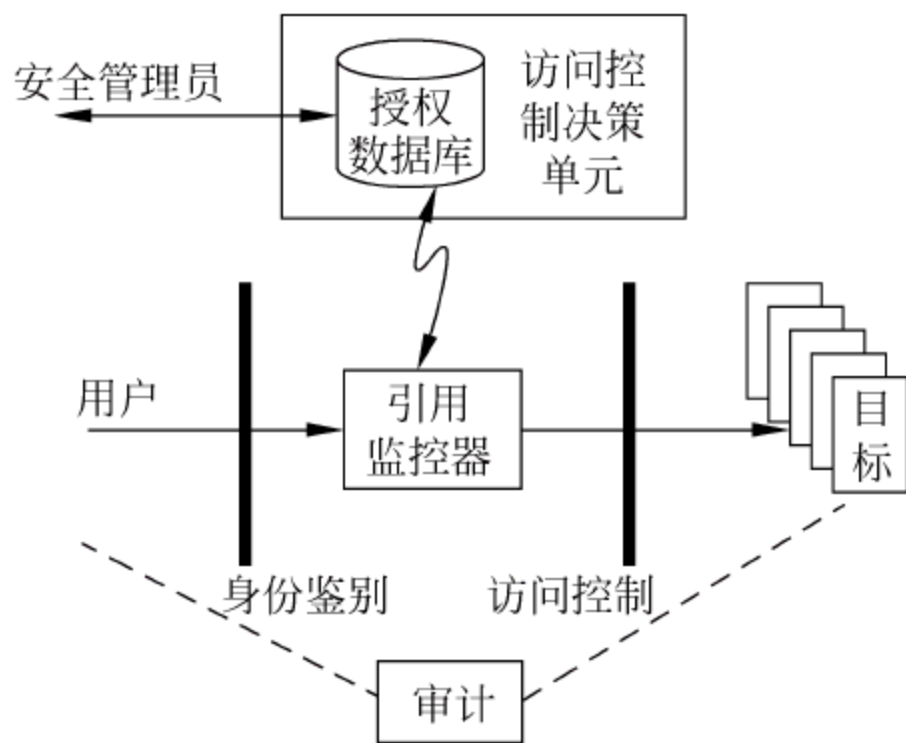 安全管理员
授权
数据库
访问控
制决策
单元
用户
引用
监控器
目
标
身份鉴别
访问控制
审计